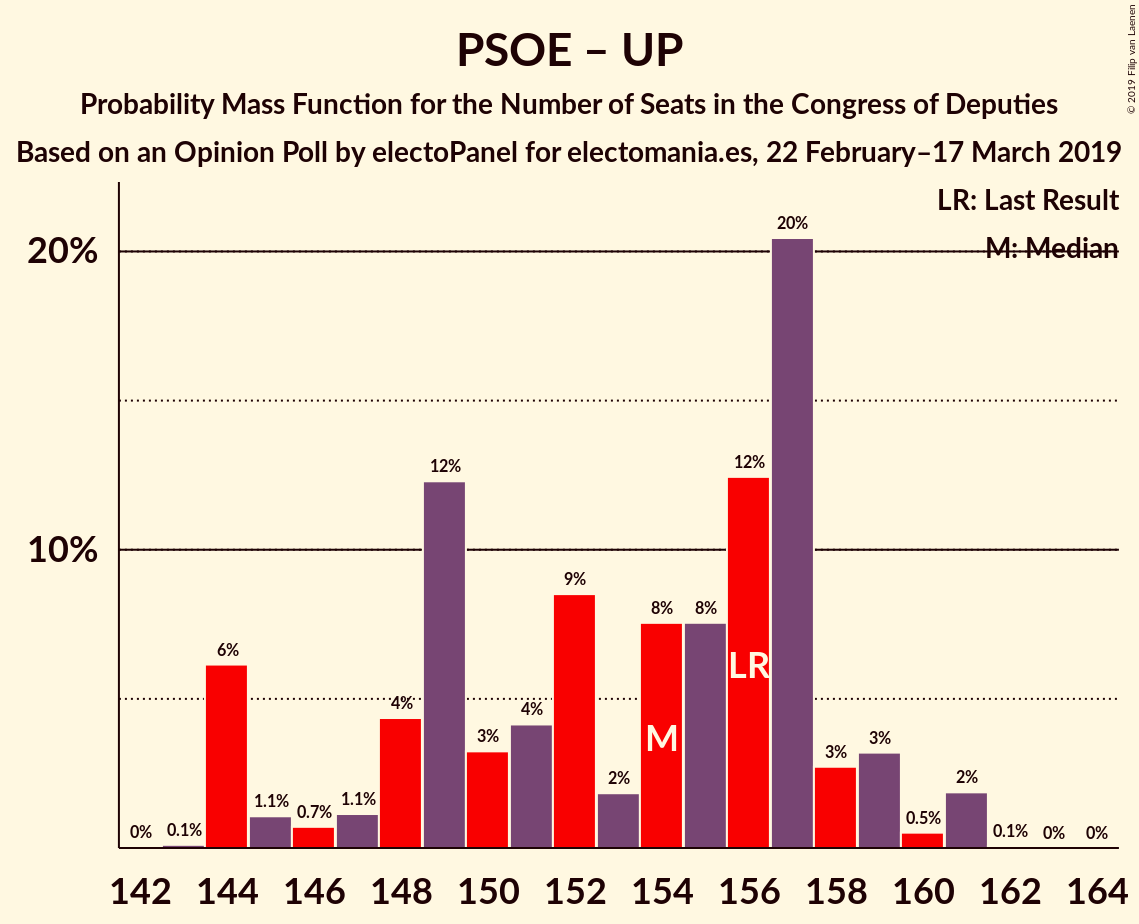 PSOE – UP
Probability Mass Function for the Number of Seats in the Congress of Deputies
Based on an Opinion Poll by electoPanel for electomania.es, 22 February–17 March 2019
© 2019 Filip van Laenen
LR: Last Result
M: Median
20%
10%
0%
0.1%
6%
1.1%
0.7%
1.1%
4%
12%
3%
4%
9%
2%
8%
8%
12%
20%
3%
3%
0.5%
2%
0.1%
0%
0%
M
LR
142 144 146 148 150 152 154 156 158 160 162 164